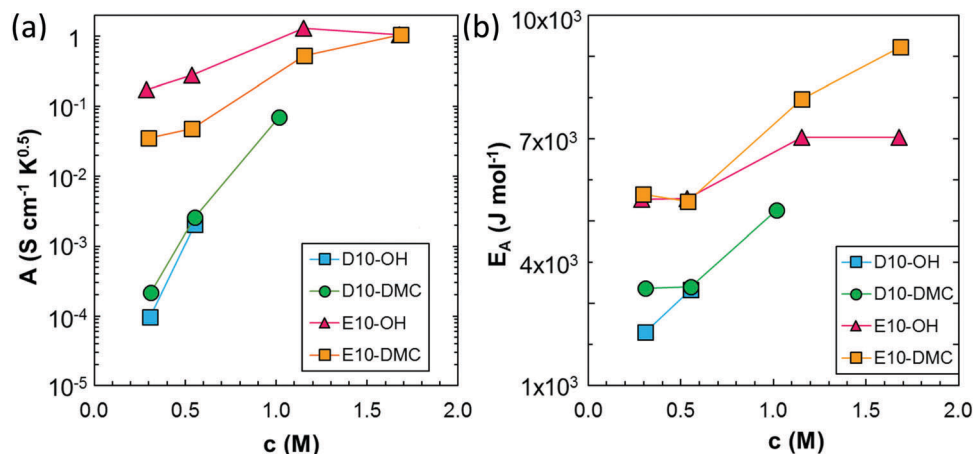 (a)
A (S cm⁻¹ K⁰·⁵)
1
10⁻¹
10⁻²
10⁻³
10⁻⁴
10⁻⁵
D10-OH
D10-DMC
E10-OH
E10-DMC
0.0 0.5 1.0 1.5 2.0
c (M)
(b)
E_A (J mol⁻¹)
10x10³
7x10³
4x10³
1x10³
D10-OH
D10-DMC
E10-OH
E10-DMC
0.0 0.5 1.0 1.5 2.0
c (M)